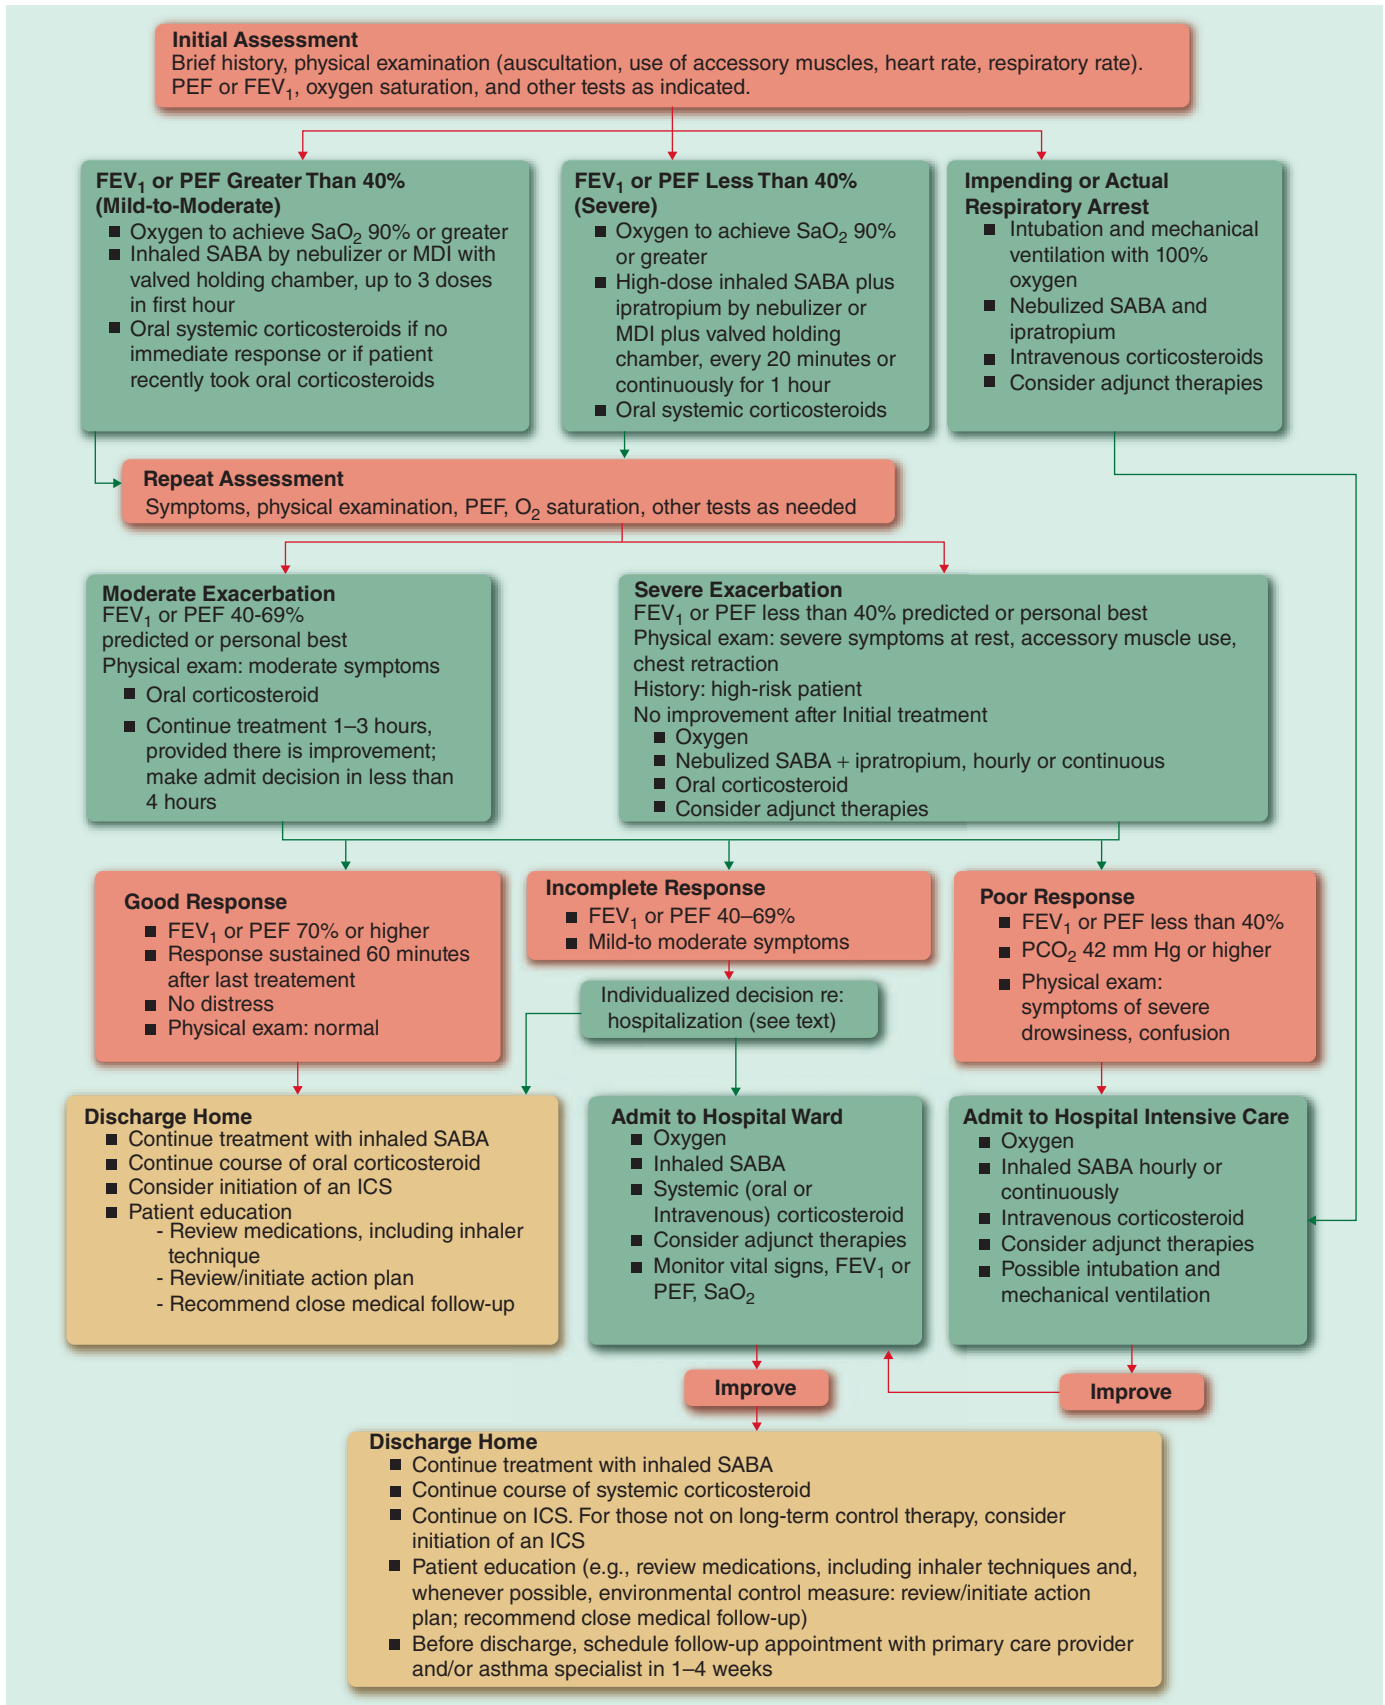 Initial Assessment
Brief history, physical examination (auscultation, use of accessory muscles, heart rate, respiratory rate).
PEF or FEV₁, oxygen saturation, and other tests as indicated.
FEV₁ or PEF Greater Than 40%
(Mild-to-Moderate)
■ Oxygen to achieve SaO₂ 90% or greater
■ Inhaled SABA by nebulizer or MDI with
valved holding chamber, up to 3 doses
in first hour
■ Oral systemic corticosteroids if no
immediate response or if patient
recently took oral corticosteroids
FEV₁ or PEF Less Than 40%
(Severe)
■ Oxygen to achieve SaO₂ 90%
or greater
■ High-dose inhaled SABA plus
ipratropium by nebulizer or
MDI plus valved holding
chamber, every 20 minutes or
continuously for 1 hour
■ Oral systemic corticosteroids
Impending or Actual
Respiratory Arrest
■ Intubation and mechanical
ventilation with 100%
oxygen
■ Nebulized SABA and
ipratropium
■ Intravenous corticosteroids
■ Consider adjunct therapies
Repeat Assessment
Symptoms, physical examination, PEF, O₂ saturation, other tests as needed
Moderate Exacerbation
FEV₁ or PEF 40-69%
predicted or personal best
Physical exam: moderate symptoms
■ Oral corticosteroid
■ Continue treatment 1–3 hours,
provided there is improvement;
make admit decision in less than
4 hours
Severe Exacerbation
FEV₁ or PEF less than 40% predicted or personal best
Physical exam: severe symptoms at rest, accessory muscle use,
chest retraction
History: high-risk patient
No improvement after Initial treatment
■ Oxygen
■ Nebulized SABA + ipratropium, hourly or continuous
■ Oral corticosteroid
■ Consider adjunct therapies
Good Response
■ FEV₁ or PEF 70% or higher
■ Response sustained 60 minutes
after last treatement
■ No distress
■ Physical exam: normal
Incomplete Response
■ FEV₁ or PEF 40–69%
■ Mild-to moderate symptoms
Poor Response
■ FEV₁ or PEF less than 40%
■ PCO₂ 42 mm Hg or higher
■ Physical exam:
symptoms of severe
drowsiness, confusion
Individualized decision re:
hospitalization (see text)
Discharge Home
■ Continue treatment with inhaled SABA
■ Continue course of oral corticosteroid
■ Consider initiation of an ICS
■ Patient education
- Review medications, including inhaler
technique
- Review/initiate action plan
- Recommend close medical follow-up
Admit to Hospital Ward
■ Oxygen
■ Inhaled SABA
■ Systemic (oral or
Intravenous) corticosteroid
■ Consider adjunct therapies
■ Monitor vital signs, FEV₁ or
PEF, SaO₂
Admit to Hospital Intensive Care
■ Oxygen
■ Inhaled SABA hourly or
continuously
■ Intravenous corticosteroid
■ Consider adjunct therapies
■ Possible intubation and
mechanical ventilation
Improve
Improve
Discharge Home
■ Continue treatment with inhaled SABA
■ Continue course of systemic corticosteroid
■ Continue on ICS. For those not on long-term control therapy, consider
initiation of an ICS
■ Patient education (e.g., review medications, including inhaler techniques and,
whenever possible, environmental control measure: review/initiate action
plan; recommend close medical follow-up)
■ Before discharge, schedule follow-up appointment with primary care provider
and/or asthma specialist in 1–4 weeks